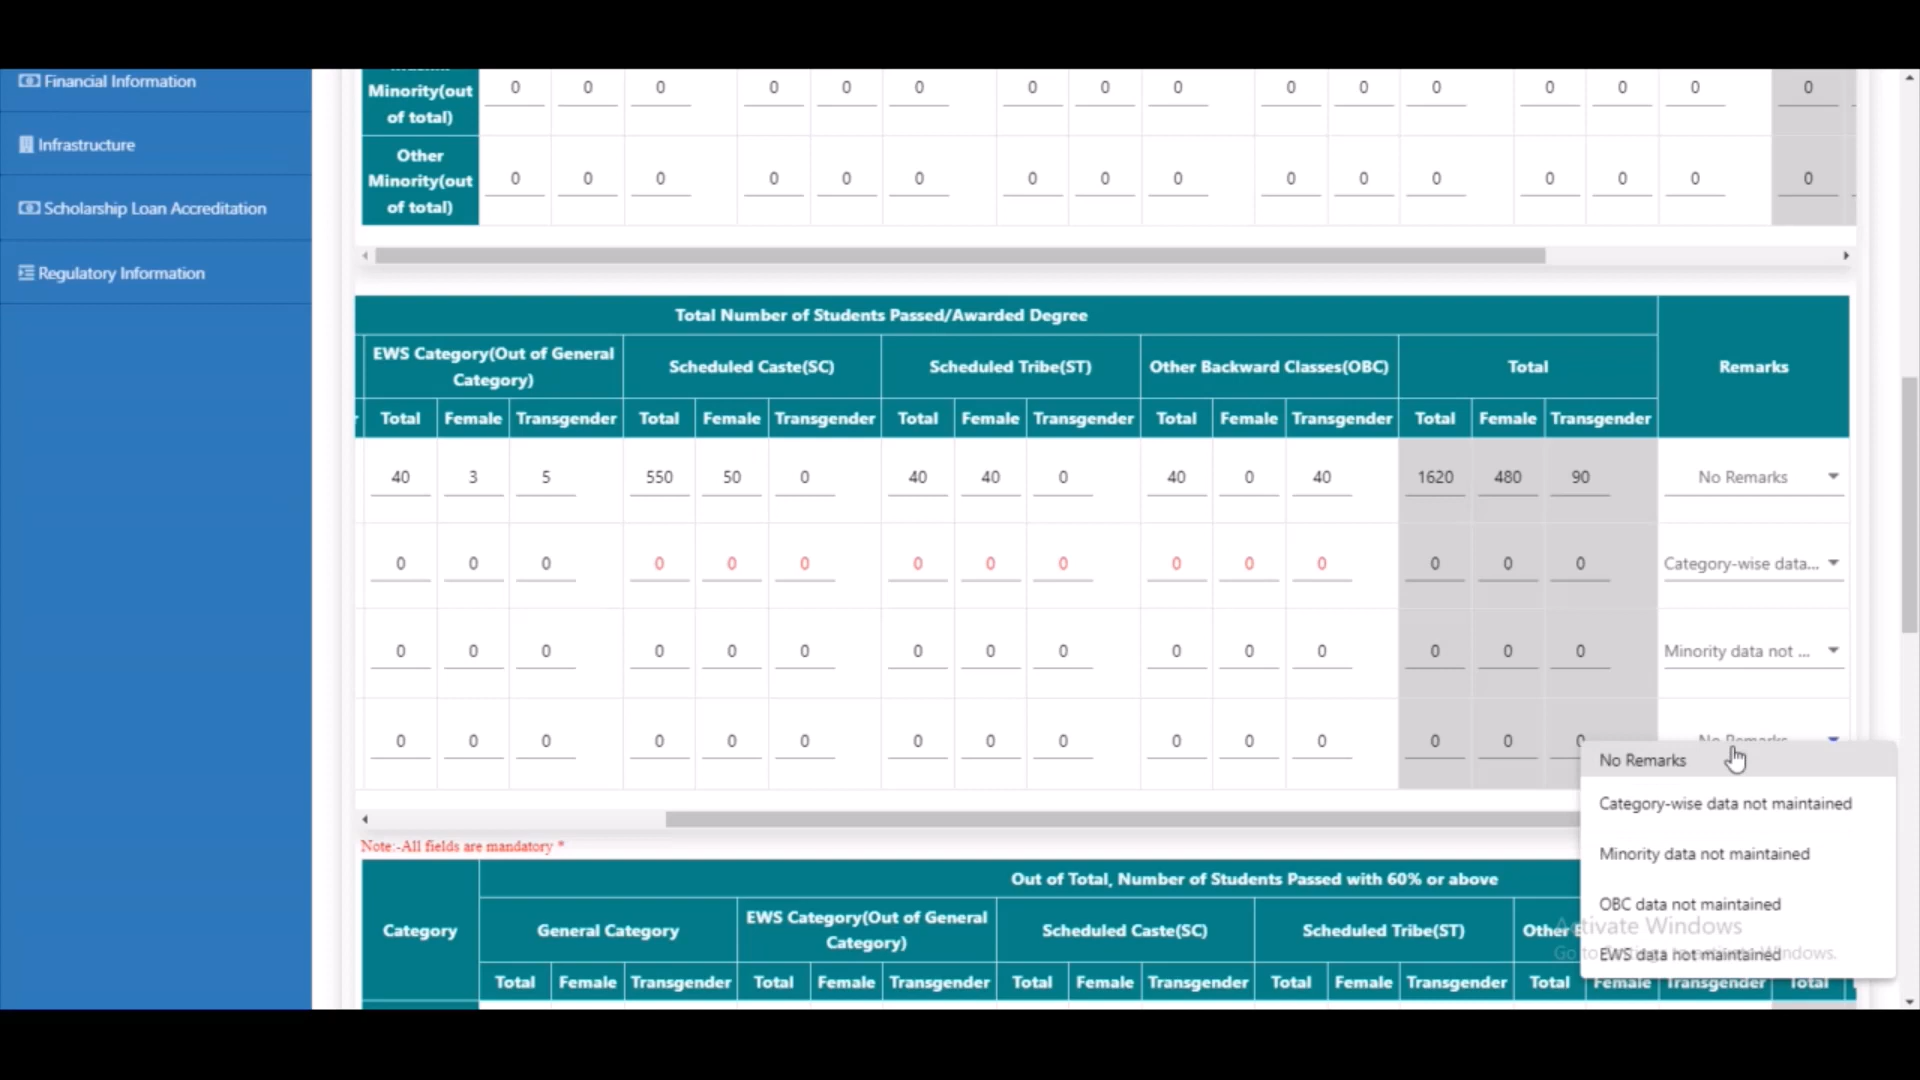 Financial Information
Infrastructure
Scholarship Loan Accreditation
Regulatory Information
Minority(out of total) 0 0 0 0 0 0 0 0 0 0 0 0 0 0 0 0
Other Minority(out of total) 0 0 0 0 0 0 0 0 0 0 0 0 0 0 0 0
Total Number of Students Passed/Awarded Degree
EWS Category(Out of General Category) Scheduled Caste(SC) Scheduled Tribe(ST) Other Backward Classes(OBC) Total Remarks
Total Female Transgender Total Female Transgender Total Female Transgender Total Female Transgender Total Female Transgender
40 3 5 550 50 0 40 40 0 40 0 40 1620 480 90 No Remarks
0 0 0 0 0 0 0 0 0 0 0 0 0 0 0 Category-wise data...
0 0 0 0 0 0 0 0 0 0 0 0 0 0 0 Minority data not ...
0 0 0 0 0 0 0 0 0 0 0 0 0 0 0 No Remarks
No Remarks
Category-wise data not maintained
Minority data not maintained
OBC data not maintained
EWS data not maintained
Activate Windows
Note:-All fields are mandatory *
Category
Out of Total, Number of Students Passed with 60% or above
General Category EWS Category(Out of General Category) Scheduled Caste(SC) Scheduled Tribe(ST) Other
Total Female Transgender Total Female Transgender Total Female Transgender Total Female Transgender Total Female Transgender Total